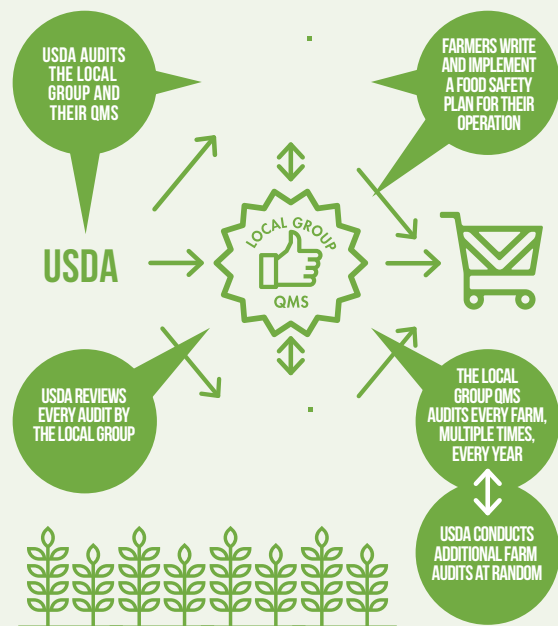 USDA AUDITS
THE LOCAL
GROUP AND
THEIR QMS
FARMERS WRITE
AND IMPLEMENT
A FOOD SAFETY
PLAN FOR THEIR
OPERATION
USDA
LOCAL GROUP
QMS
USDA REVIEWS
EVERY AUDIT BY
THE LOCAL GROUP
THE LOCAL
GROUP QMS
AUDITS EVERY FARM,
MULTIPLE TIMES,
EVERY YEAR
USDA CONDUCTS
ADDITIONAL FARM
AUDITS AT RANDOM